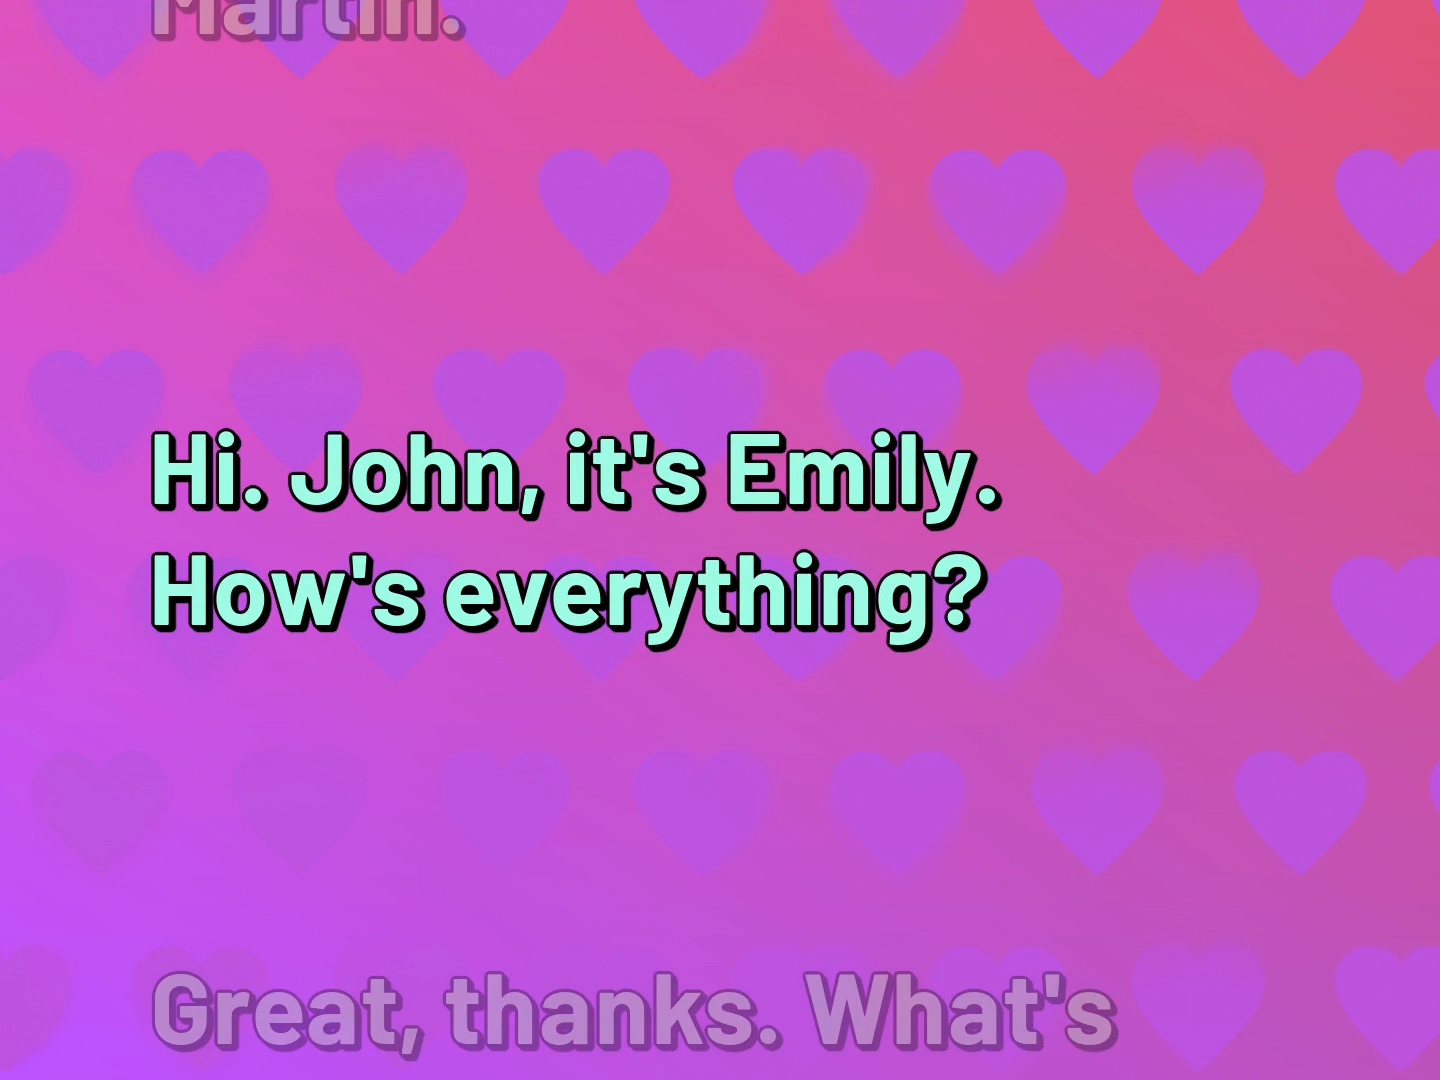 Martin.
Hi. John, it's Emily.
How's everything?
Great, thanks. What's